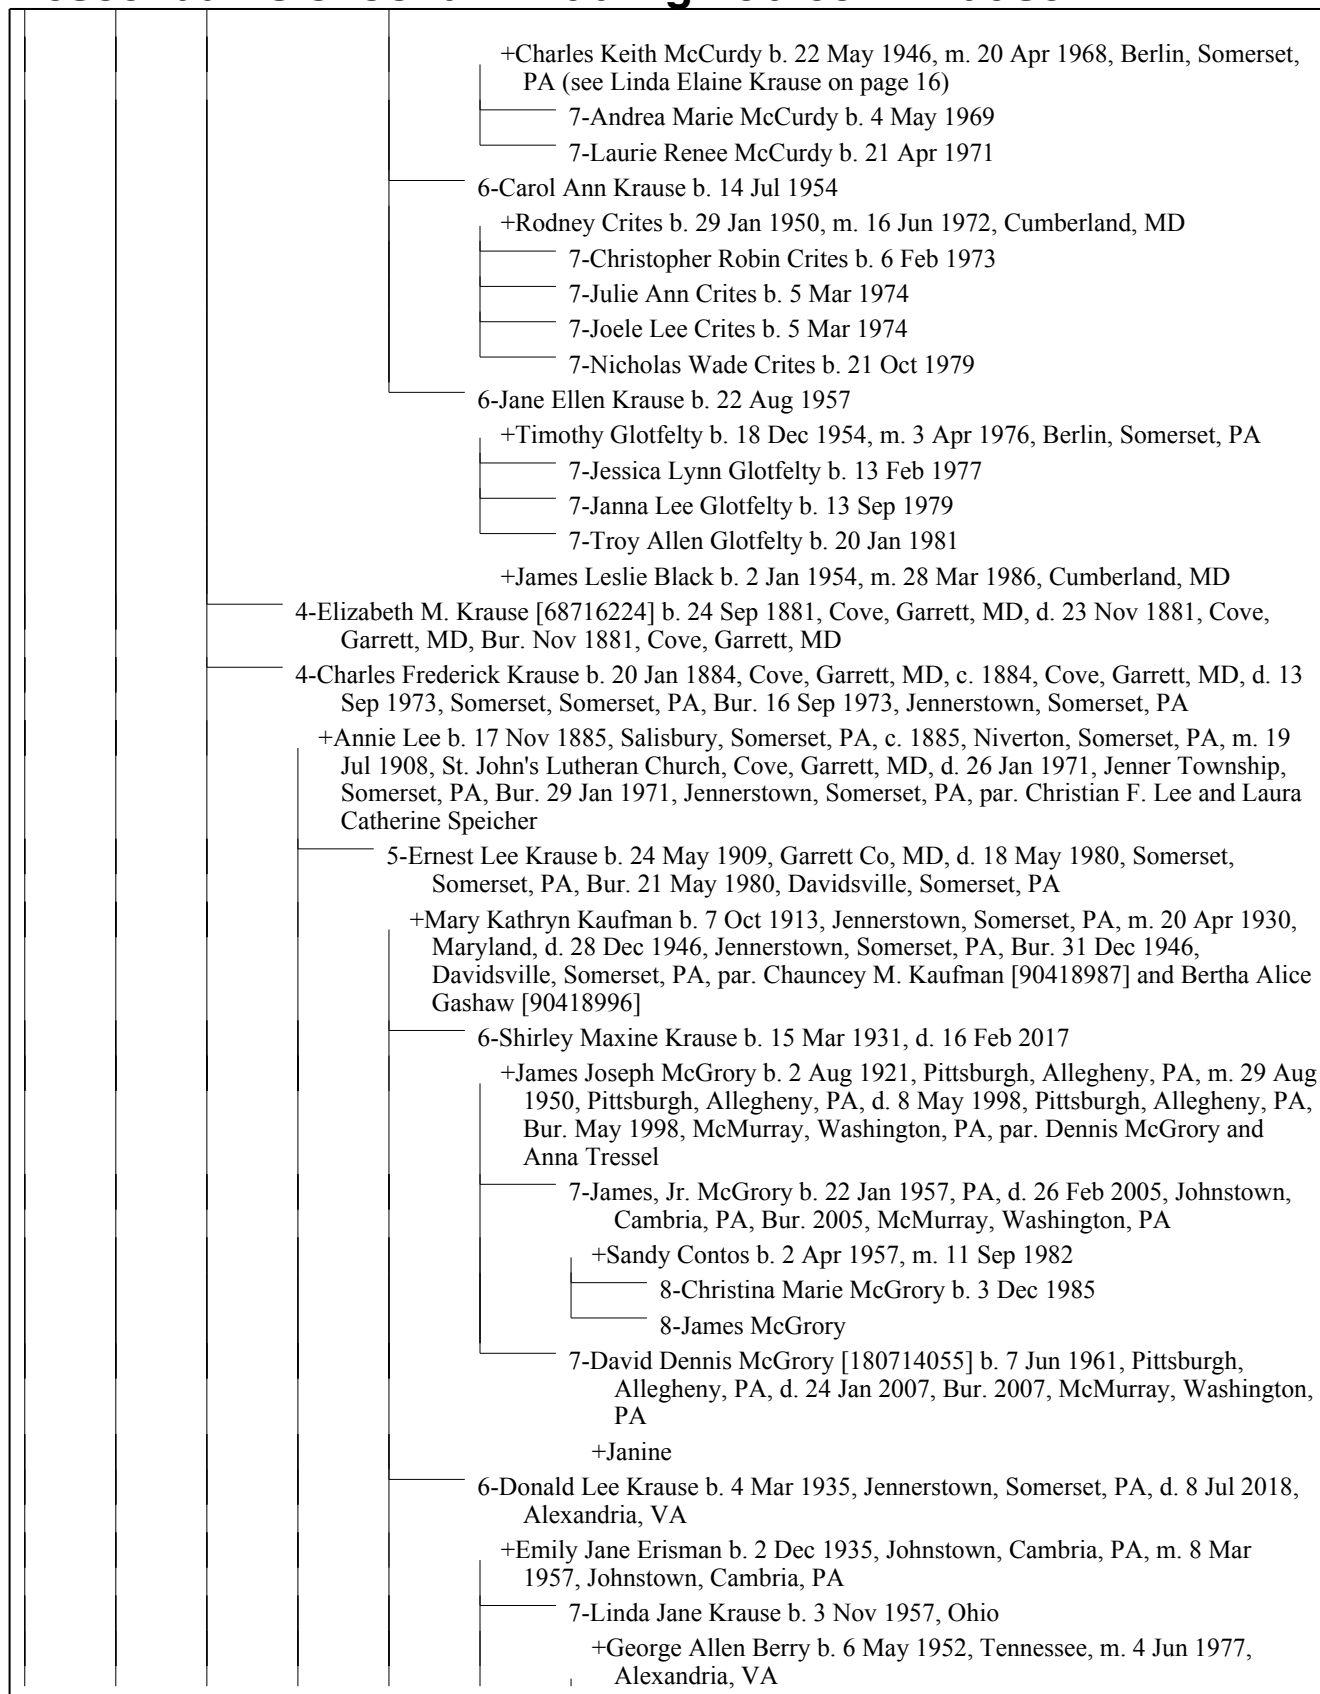 +Charles Keith McCurdy b. 22 May 1946, m. 20 Apr 1968, Berlin, Somerset,
PA (see Linda Elaine Krause on page 16)
7-Andrea Marie McCurdy b. 4 May 1969
7-Laurie Renee McCurdy b. 21 Apr 1971
6-Carol Ann Krause b. 14 Jul 1954
+Rodney Crites b. 29 Jan 1950, m. 16 Jun 1972, Cumberland, MD
7-Christopher Robin Crites b. 6 Feb 1973
7-Julie Ann Crites b. 5 Mar 1974
7-Joele Lee Crites b. 5 Mar 1974
7-Nicholas Wade Crites b. 21 Oct 1979
6-Jane Ellen Krause b. 22 Aug 1957
+Timothy Glotfelty b. 18 Dec 1954, m. 3 Apr 1976, Berlin, Somerset, PA
7-Jessica Lynn Glotfelty b. 13 Feb 1977
7-Janna Lee Glotfelty b. 13 Sep 1979
7-Troy Allen Glotfelty b. 20 Jan 1981
+James Leslie Black b. 2 Jan 1954, m. 28 Mar 1986, Cumberland, MD
4-Elizabeth M. Krause [68716224] b. 24 Sep 1881, Cove, Garrett, MD, d. 23 Nov 1881, Cove,
Garrett, MD, Bur. Nov 1881, Cove, Garrett, MD
4-Charles Frederick Krause b. 20 Jan 1884, Cove, Garrett, MD, c. 1884, Cove, Garrett, MD, d. 13
Sep 1973, Somerset, Somerset, PA, Bur. 16 Sep 1973, Jennerstown, Somerset, PA
+Annie Lee b. 17 Nov 1885, Salisbury, Somerset, PA, c. 1885, Niverton, Somerset, PA, m. 19
Jul 1908, St. John's Lutheran Church, Cove, Garrett, MD, d. 26 Jan 1971, Jenner Township,
Somerset, PA, Bur. 29 Jan 1971, Jennerstown, Somerset, PA, par. Christian F. Lee and Laura
Catherine Speicher
5-Ernest Lee Krause b. 24 May 1909, Garrett Co, MD, d. 18 May 1980, Somerset,
Somerset, PA, Bur. 21 May 1980, Davidsville, Somerset, PA
+Mary Kathryn Kaufman b. 7 Oct 1913, Jennerstown, Somerset, PA, m. 20 Apr 1930,
Maryland, d. 28 Dec 1946, Jennerstown, Somerset, PA, Bur. 31 Dec 1946,
Davidsville, Somerset, PA, par. Chauncey M. Kaufman [90418987] and Bertha Alice
Gashaw [90418996]
6-Shirley Maxine Krause b. 15 Mar 1931, d. 16 Feb 2017
+James Joseph McGrory b. 2 Aug 1921, Pittsburgh, Allegheny, PA, m. 29 Aug
1950, Pittsburgh, Allegheny, PA, d. 8 May 1998, Pittsburgh, Allegheny, PA,
Bur. May 1998, McMurray, Washington, PA, par. Dennis McGrory and
Anna Tressel
7-James, Jr. McGrory b. 22 Jan 1957, PA, d. 26 Feb 2005, Johnstown,
Cambria, PA, Bur. 2005, McMurray, Washington, PA
+Sandy Contos b. 2 Apr 1957, m. 11 Sep 1982
8-Christina Marie McGrory b. 3 Dec 1985
8-James McGrory
7-David Dennis McGrory [180714055] b. 7 Jun 1961, Pittsburgh,
Allegheny, PA, d. 24 Jan 2007, Bur. 2007, McMurray, Washington,
PA
+Janine
6-Donald Lee Krause b. 4 Mar 1935, Jennerstown, Somerset, PA, d. 8 Jul 2018,
Alexandria, VA
+Emily Jane Erisman b. 2 Dec 1935, Johnstown, Cambria, PA, m. 8 Mar
1957, Johnstown, Cambria, PA
7-Linda Jane Krause b. 3 Nov 1957, Ohio
+George Allen Berry b. 6 May 1952, Tennessee, m. 4 Jun 1977,
Alexandria, VA